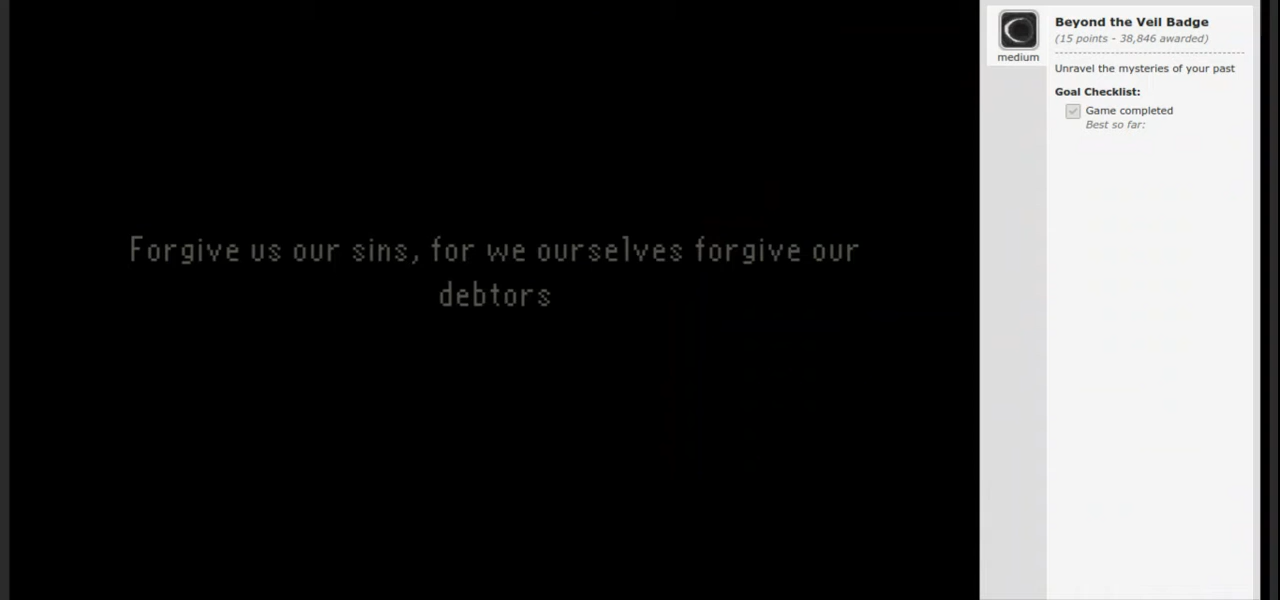 Forgive us our sins, for we ourselves forgive our
debtors
medium
Beyond the Veil Badge
(15 points - 38,846 awarded)
Unravel the mysteries of your past
Goal Checklist:
Game completed
Best so far: